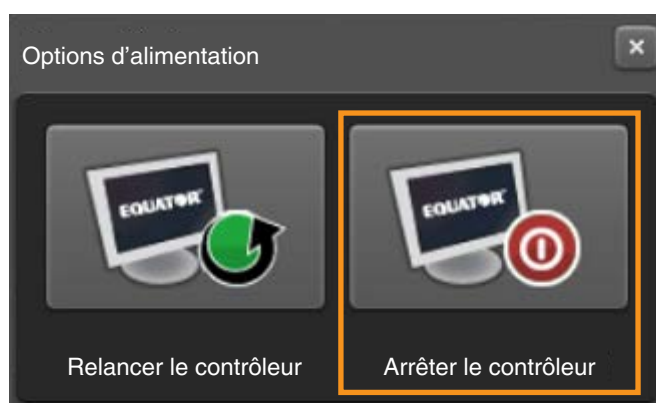 Options d'alimentation
EQUATOR
EQUATOR
Relancer le contrôleur
Arrêter le contrôleur